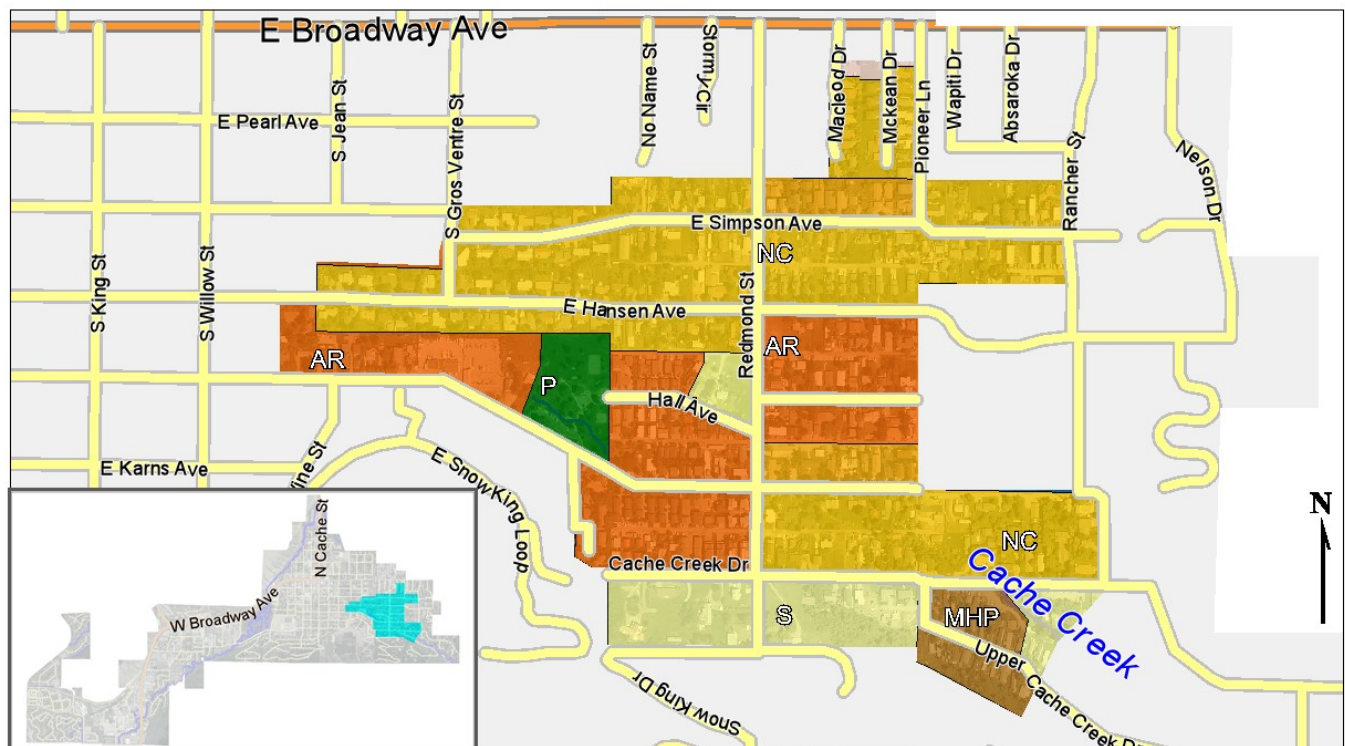 E Broadway Ave
E Pearl Ave
S Jean St
S Gros Ventre St
No Name St
Stormy Cir
Macleod Dr
Mckean Dr
Pioneer Ln
Wapiti Dr
Absaroka Dr
Rancher St
Nelson Dr
S King St
S Willow St
E Simpson Ave
NC
E Hansen Ave
Redmond St
AR
AR
P
Hall Ave
E Karns Ave
E Snow King Loop
N
Cache Creek Dr
NC
Cache Creek
S
MHP
Upper Cache Creek Dr
Snow King Dr
N Cache St
W Broadway Ave